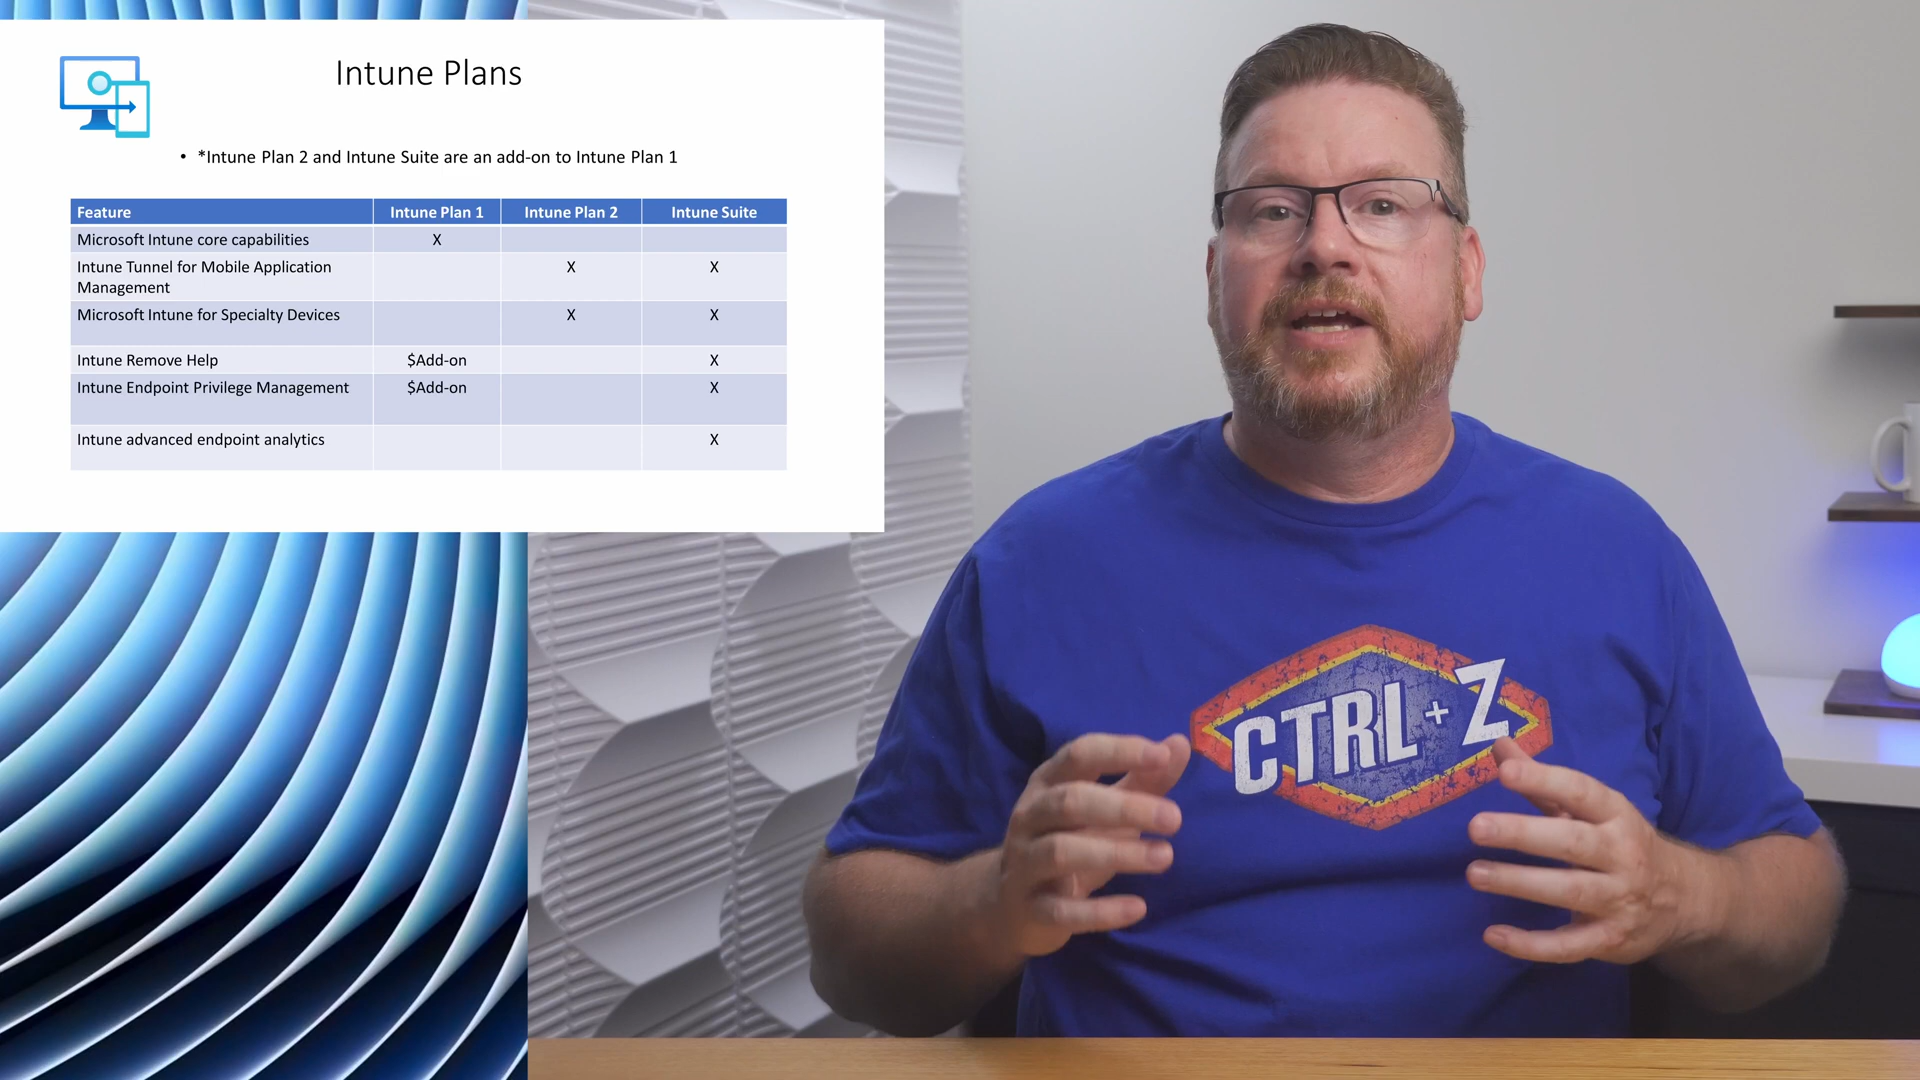 Intune Plans
• *Intune Plan 2 and Intune Suite are an add-on to Intune Plan 1
Feature Intune Plan 1 Intune Plan 2 Intune Suite
Microsoft Intune core capabilities X
Intune Tunnel for Mobile Application
Management X X
Microsoft Intune for Specialty Devices X X
Intune Remove Help $Add-on X
Intune Endpoint Privilege Management $Add-on X
Intune advanced endpoint analytics X
CTRL + Z